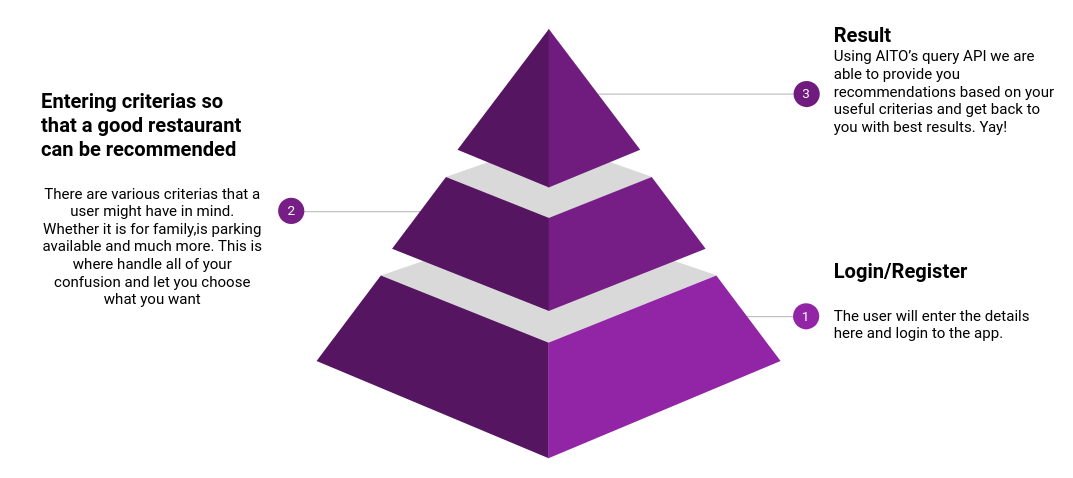 Entering criterias so
that a good restaurant
can be recommended
There are various criterias that a
user might have in mind.
Whether it is for family,is parking
available and much more. This is
where handle all of your
confusion and let you choose
what you want
2
Result
Using AITO’s query API we are
able to provide you
recommendations based on your
useful criterias and get back to
you with best results. Yay!
3
Login/Register
The user will enter the details
here and login to the app.
1